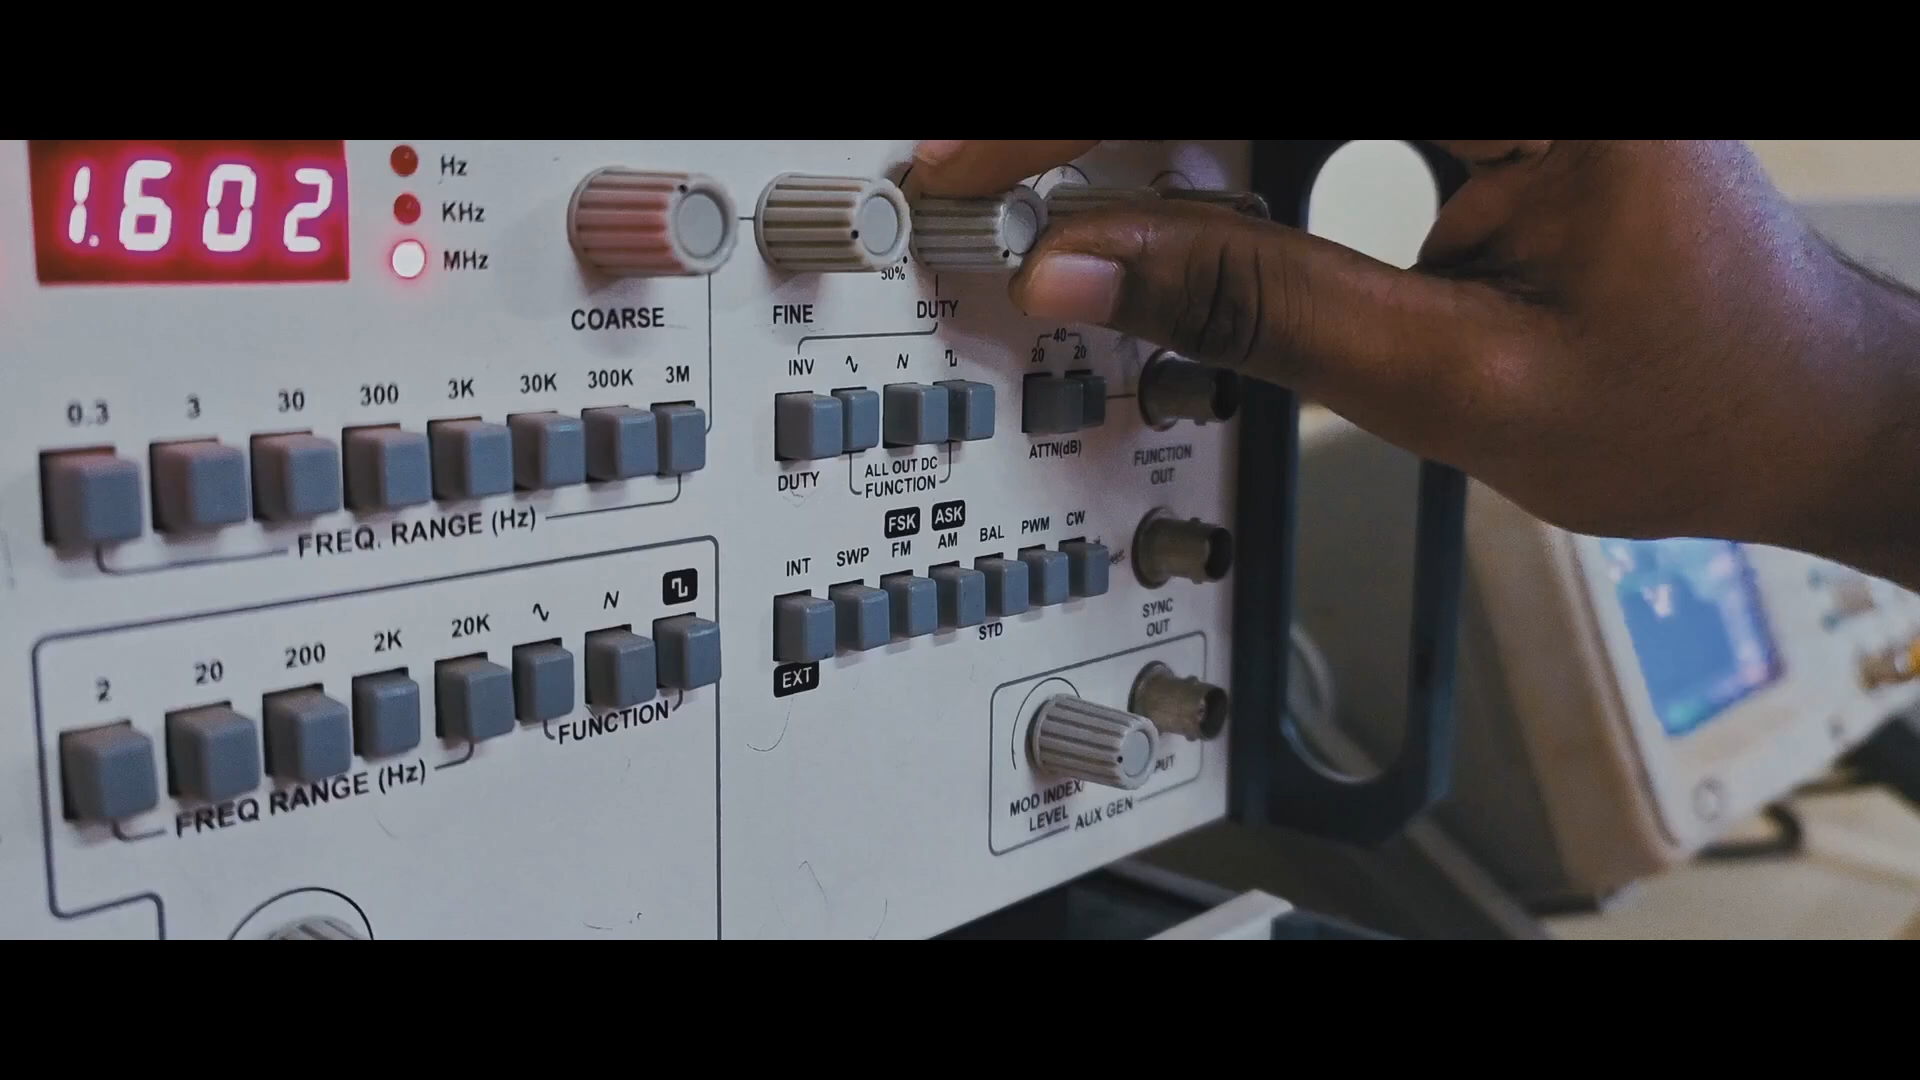 1.602
Hz
KHz
MHz
COARSE
FINE
50%
DUTY
0.3 3 30 300 3K 30K 300K 3M
FREQ. RANGE (Hz)
INV
DUTY
ALL OUT DC
FUNCTION
40
20 20
ATTN(dB)
FUNCTION
OUT
2 20 200 2K 20K
FREQ RANGE (Hz)
FUNCTION
FSK ASK
INT SWP FM AM BAL PWM CW
STD
EXT
SYNC
OUT
MOD INDEX/
LEVEL
AUX GEN